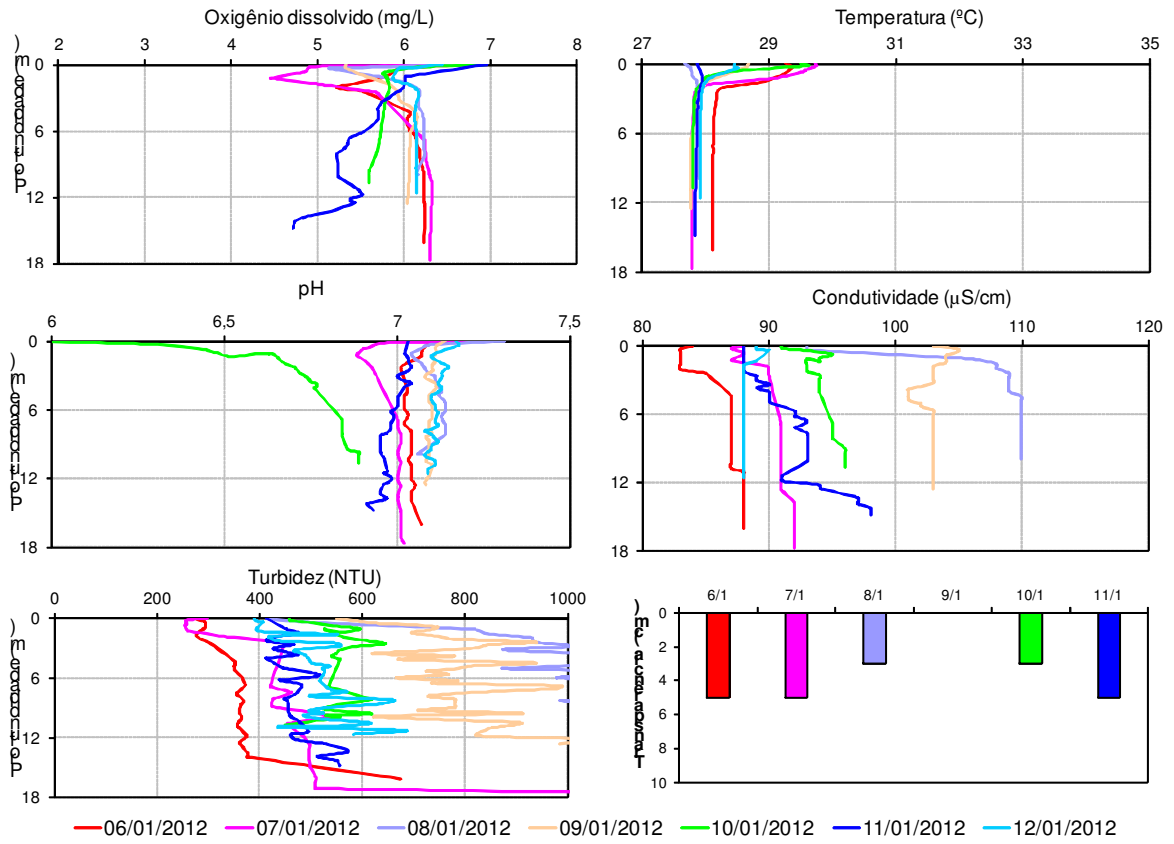 Oxigênio dissolvido (mg/L)
2 3 4 5 6 7 8
Profundidade (m)
0
6
12
18
Temperatura (ºC)
27 29 31 33 35
0
6
12
18
pH
6 6,5 7 7,5
Profundidade (m)
0
6
12
18
Condutividade (µS/cm)
80 90 100 110 120
0
6
12
18
Turbidez (NTU)
0 200 400 600 800 1000
Profundidade (m)
0
6
12
18
6/1 7/1 8/1 9/1 10/1 11/1
Transparência (cm)
0
2
4
6
8
10
06/01/2012 07/01/2012 08/01/2012 09/01/2012 10/01/2012 11/01/2012 12/01/2012